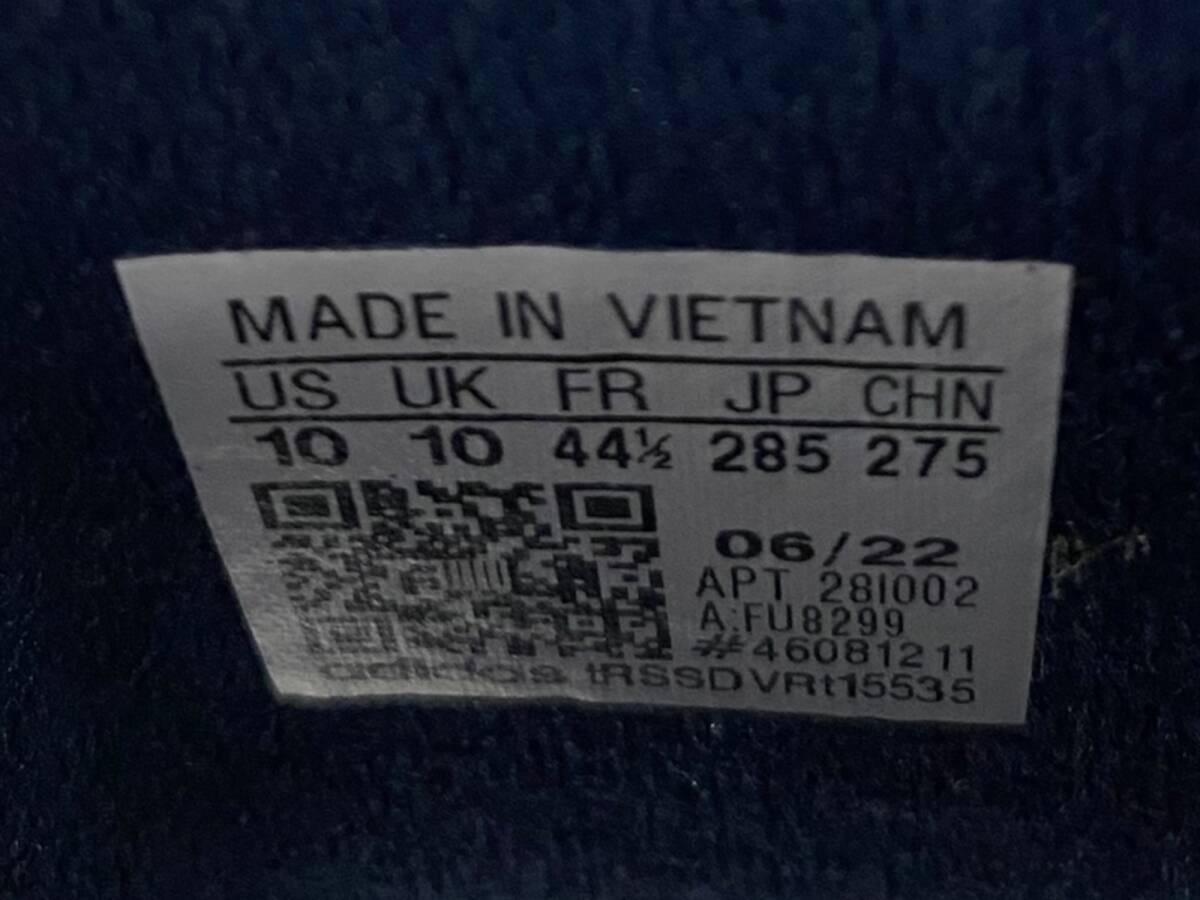 MADE IN VIETNAM
US UK FR JP CHN
10 10 44½ 285 275
06/22
APT 28I002
A:FU8299
#46081211
adidas tRSSDVRt15535